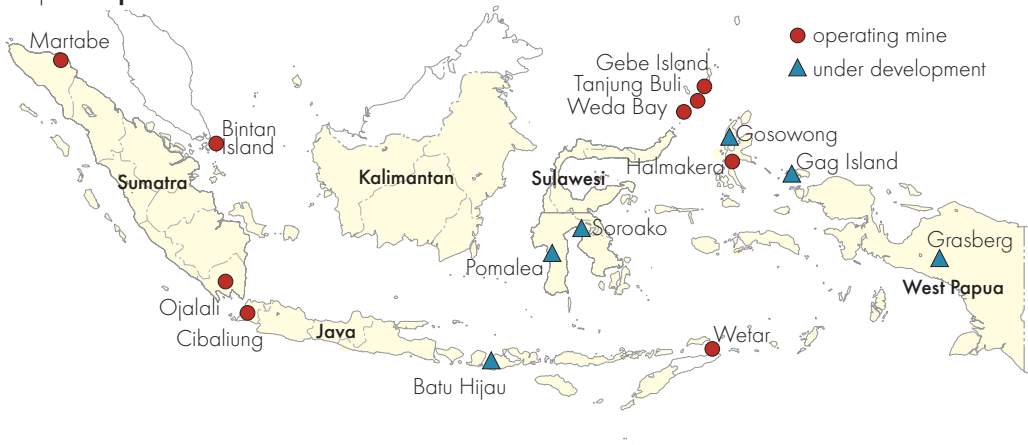 Martabe
operating mine
under development
Gebe Island
Tanjung Buli
Weda Bay
Bintan
Island
Gosowong
Halmakera
Gag Island
Sumatra
Kalimantan
Sulawesi
Soroako
Pomalea
Grasberg
West Papua
Ojalali
Cibaliung
Java
Wetar
Batu Hijau